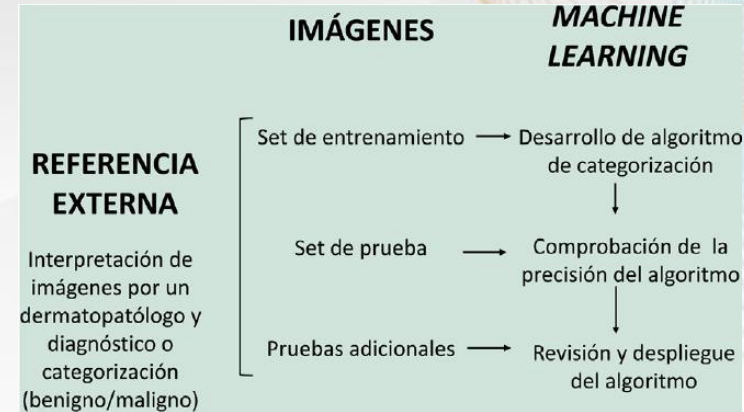 IMÁGENES
MACHINE
LEARNING
REFERENCIA
EXTERNA
Interpretación de
imágenes por un
dermatopatólogo y
diagnóstico o
categorización
(benigno/maligno)
Set de entrenamiento
Desarrollo de algoritmo
de categorización
Set de prueba
Comprobación de la
precisión del algoritmo
Pruebas adicionales
Revisión y despliegue
del algoritmo